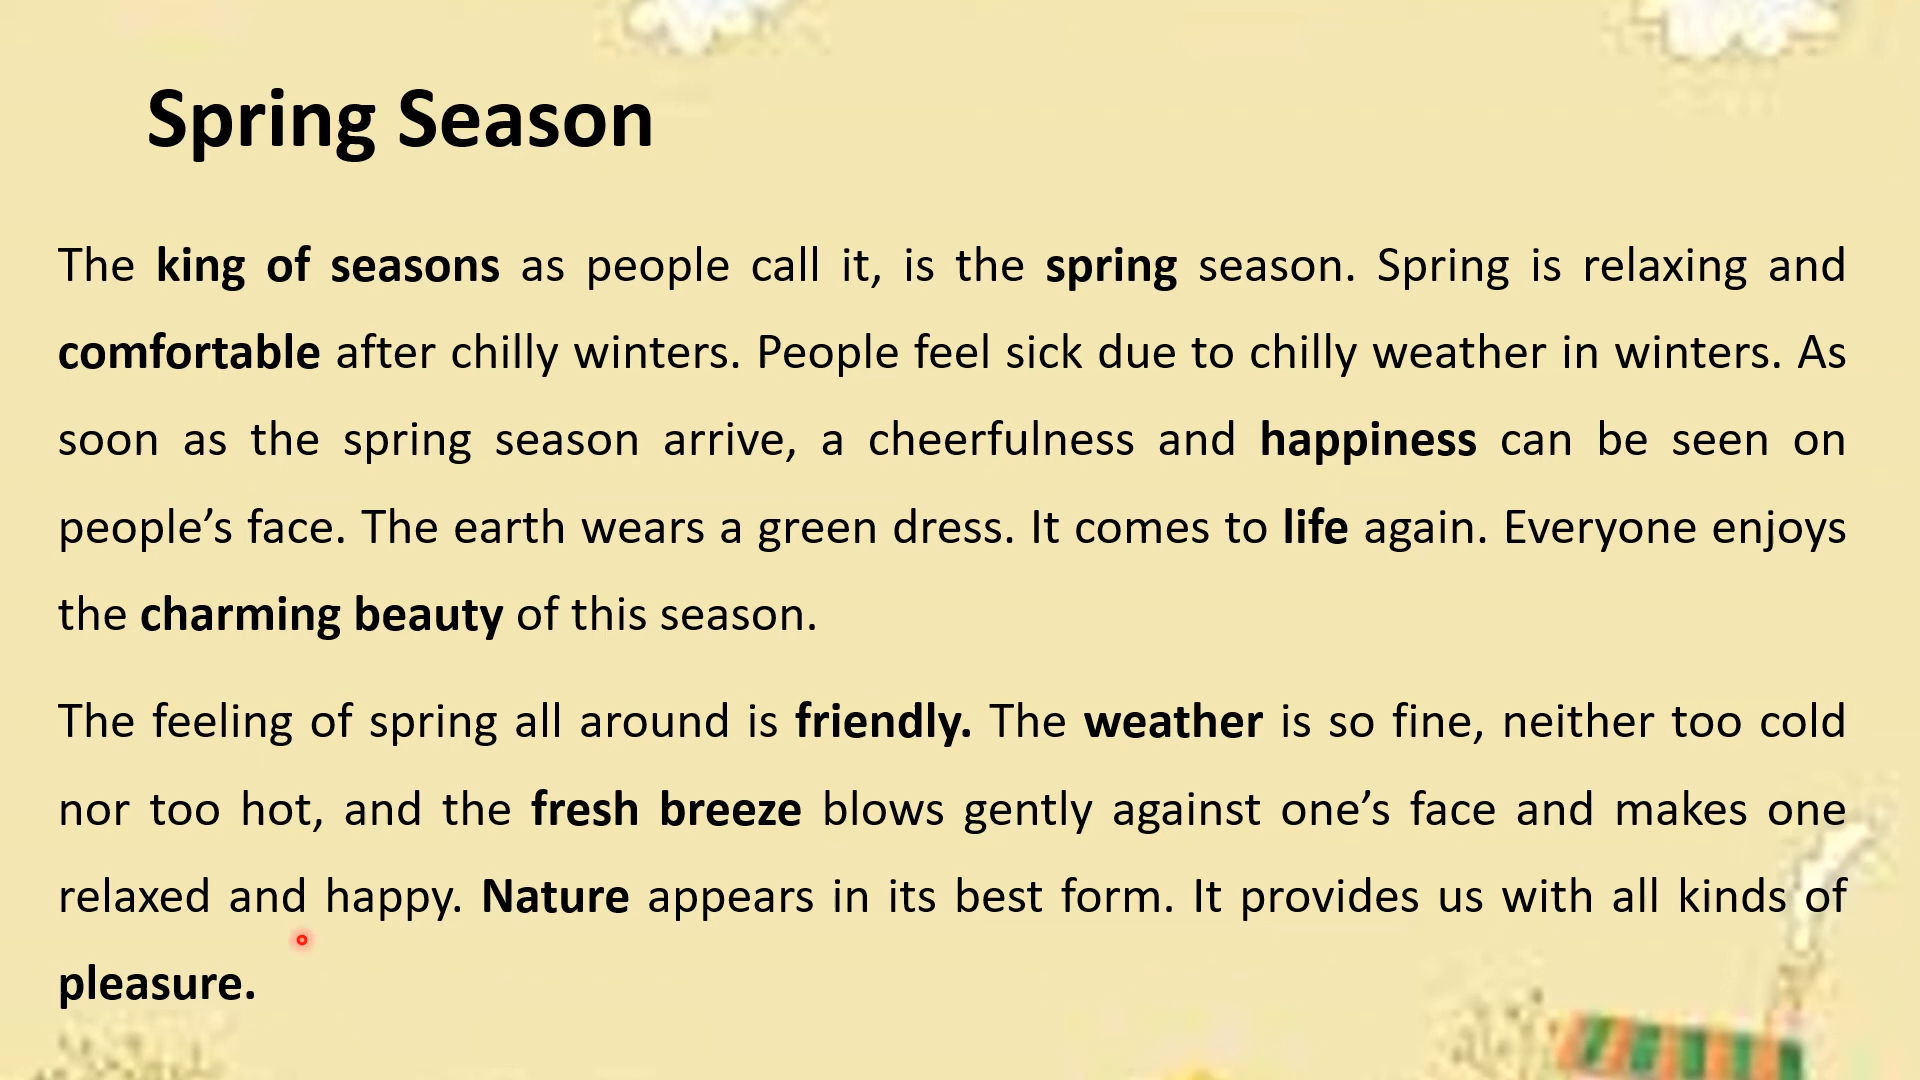 Spring Season
The king of seasons as people call it, is the spring season. Spring is relaxing and
comfortable after chilly winters. People feel sick due to chilly weather in winters. As
soon as the spring season arrive, a cheerfulness and happiness can be seen on
people’s face. The earth wears a green dress. It comes to life again. Everyone enjoys
the charming beauty of this season.
The feeling of spring all around is friendly. The weather is so fine, neither too cold
nor too hot, and the fresh breeze blows gently against one’s face and makes one
relaxed and happy. Nature appears in its best form. It provides us with all kinds of
pleasure.